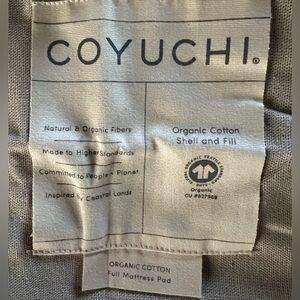 COYUCHI®
Natural & Organic Fibers
Made to Higher Standards
Committed to People + Planet
Inspired by Coastal Lands
Organic Cotton
Shell and Fill
Organic
ORGANIC COTTON
Full Mattress Pad